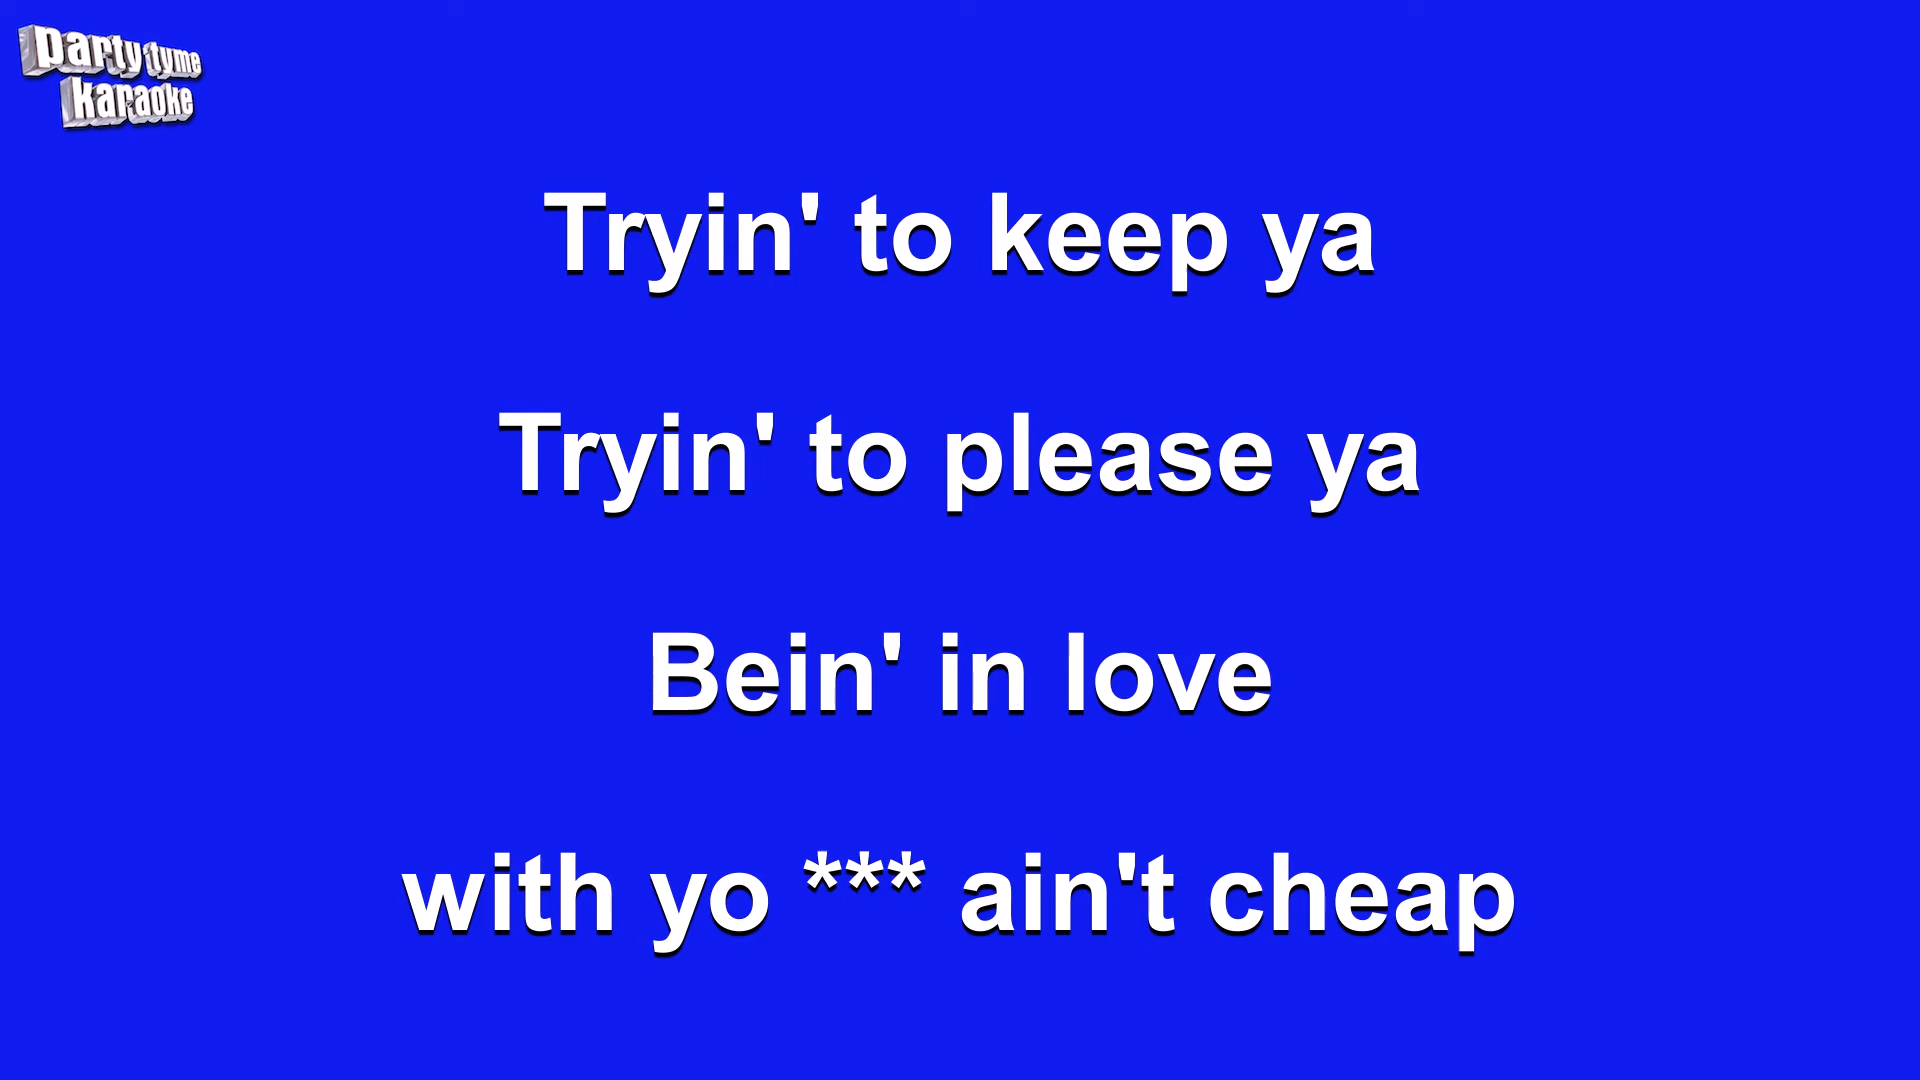 party tyme
karaoke
Tryin' to keep ya
Tryin' to please ya
Bein' in love
with yo *** ain't cheap